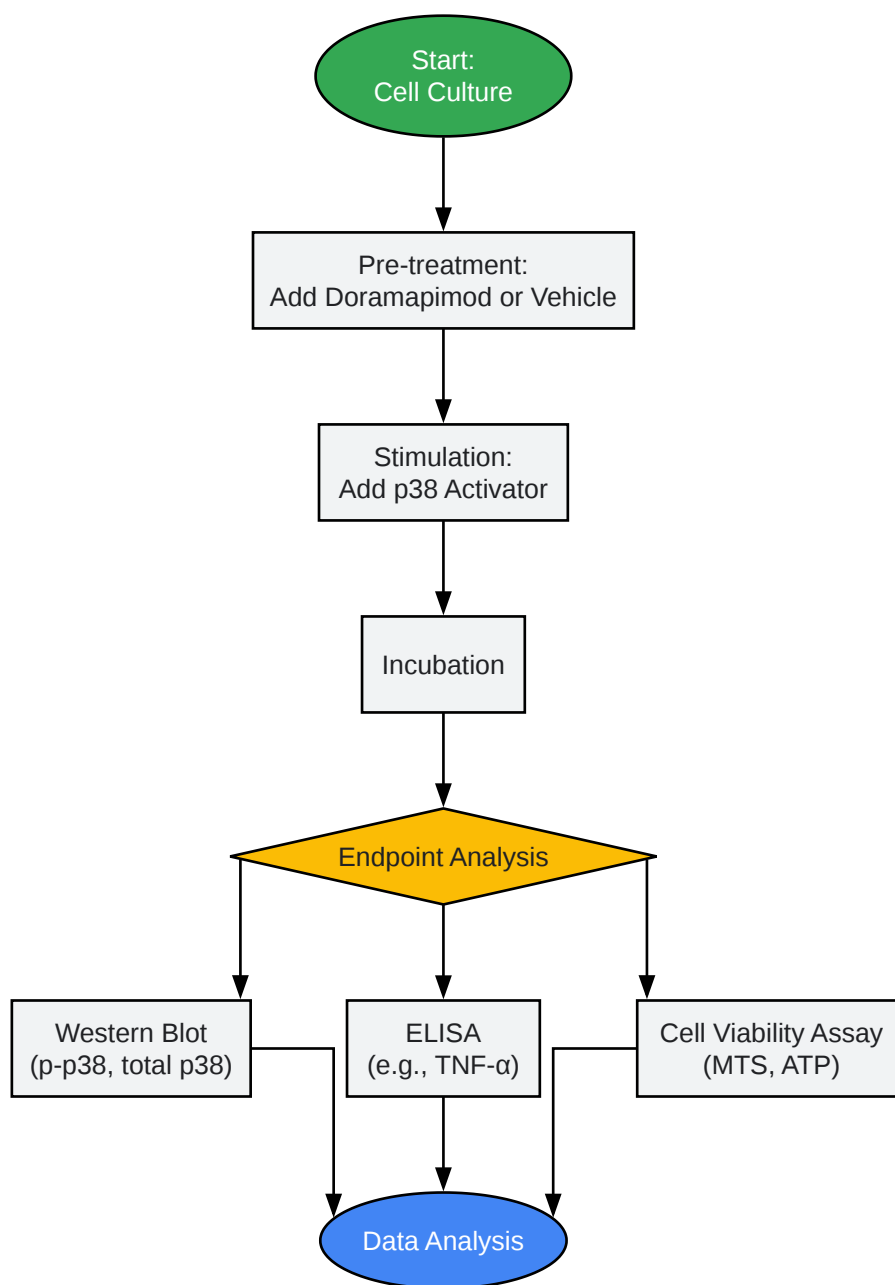 Start:
Cell Culture
Pre-treatment:
Add Doramapimod or Vehicle
Stimulation:
Add p38 Activator
Incubation
Endpoint Analysis
Western Blot
(p-p38, total p38)
ELISA
(e.g., TNF-α)
Cell Viability Assay
(MTS, ATP)
Data Analysis